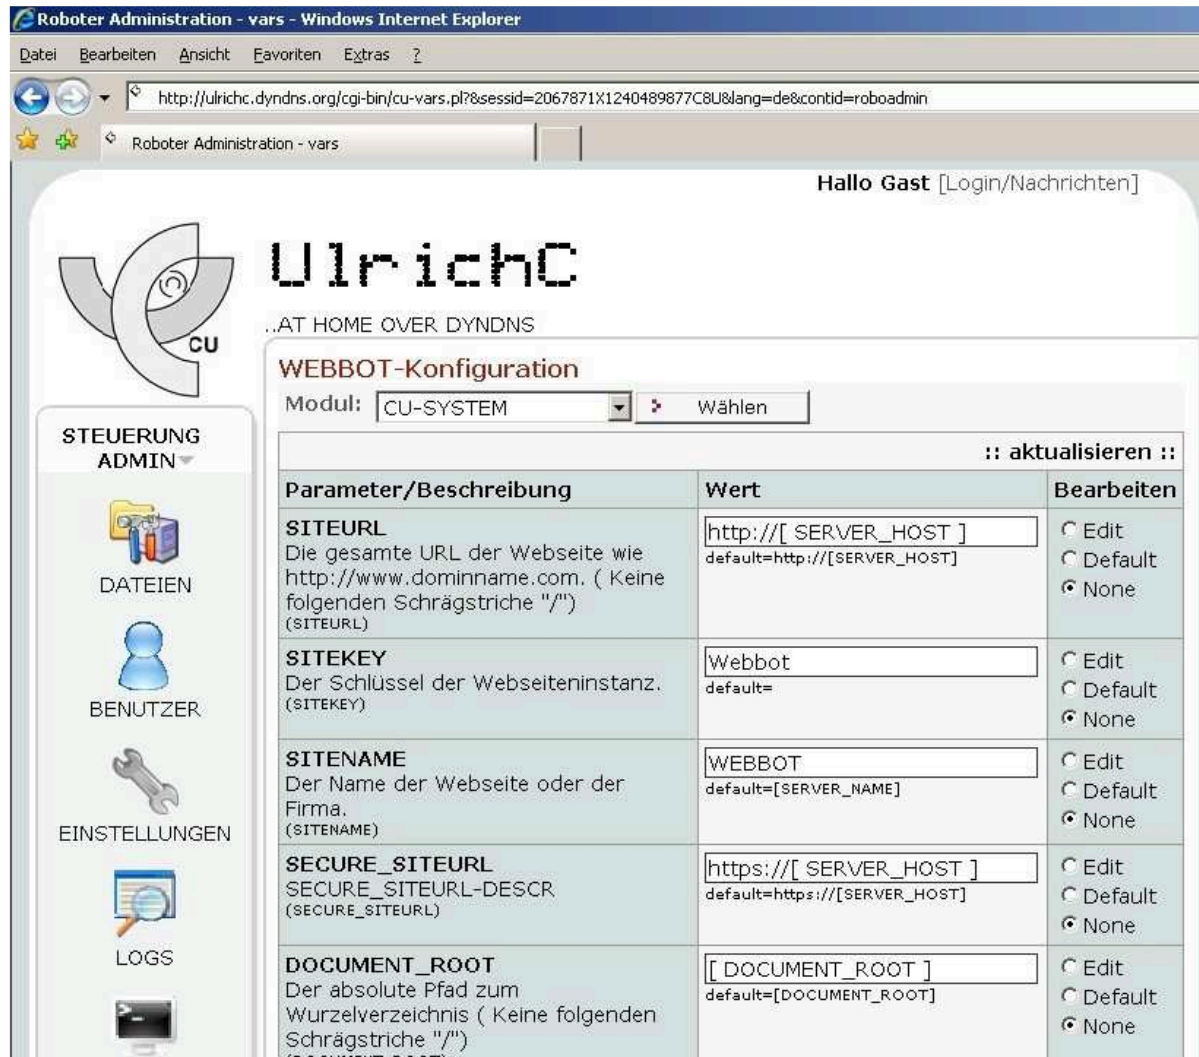 Roboter Administration - vars - Windows Internet Explorer
Datei Bearbeiten Ansicht Favoriten Extras ?
http://ulrichc.dyndns.org/cgi-bin/cu-vars.pl?&sessid=2067871X1240489877C8U&lang=de&contid=roboadmin
Roboter Administration - vars
Hallo Gast [Login/Nachrichten]
CU
UlrichC
..AT HOME OVER DYNDNS
STEUERUNG
ADMIN
DATEIEN
BENUTZER
EINSTELLUNGEN
LOGS
WEBBOT-Konfiguration
Modul: CU-SYSTEM Wählen
:: aktualisieren ::
Parameter/Beschreibung Wert Bearbeiten
SITEURL
Die gesamte URL der Webseite wie
http://www.dominname.com. ( Keine
folgenden Schrägstriche "/")
(SITEURL)
http://[ SERVER_HOST ]
default=http://[SERVER_HOST]
Edit
Default
None
SITEKEY
Der Schlüssel der Webseiteninstanz.
(SITEKEY)
Webbot
default=
Edit
Default
None
SITENAME
Der Name der Webseite oder der
Firma.
(SITENAME)
WEBBOT
default=[SERVER_NAME]
Edit
Default
None
SECURE_SITEURL
SECURE_SITEURL-DESCR
(SECURE_SITEURL)
https://[ SERVER_HOST ]
default=https://[SERVER_HOST]
Edit
Default
None
DOCUMENT_ROOT
Der absolute Pfad zum
Wurzelverzeichnis ( Keine folgenden
Schrägstriche "/")
(DOCUMENT_ROOT)
[ DOCUMENT_ROOT ]
default=[DOCUMENT_ROOT]
Edit
Default
None